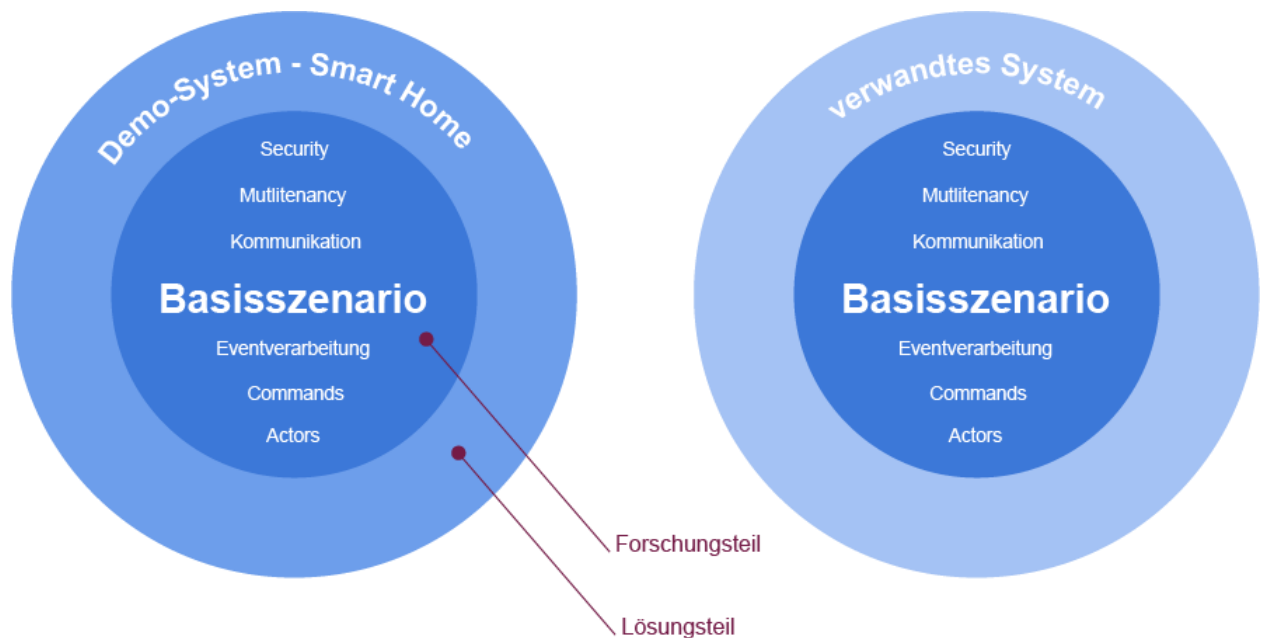 Demo-System - Smart Home
Security
Mutlitenancy
Kommunikation
Basisszenario
Eventverarbeitung
Commands
Actors
verwandtes System
Security
Mutlitenancy
Kommunikation
Basisszenario
Eventverarbeitung
Commands
Actors
Forschungsteil
Lösungsteil